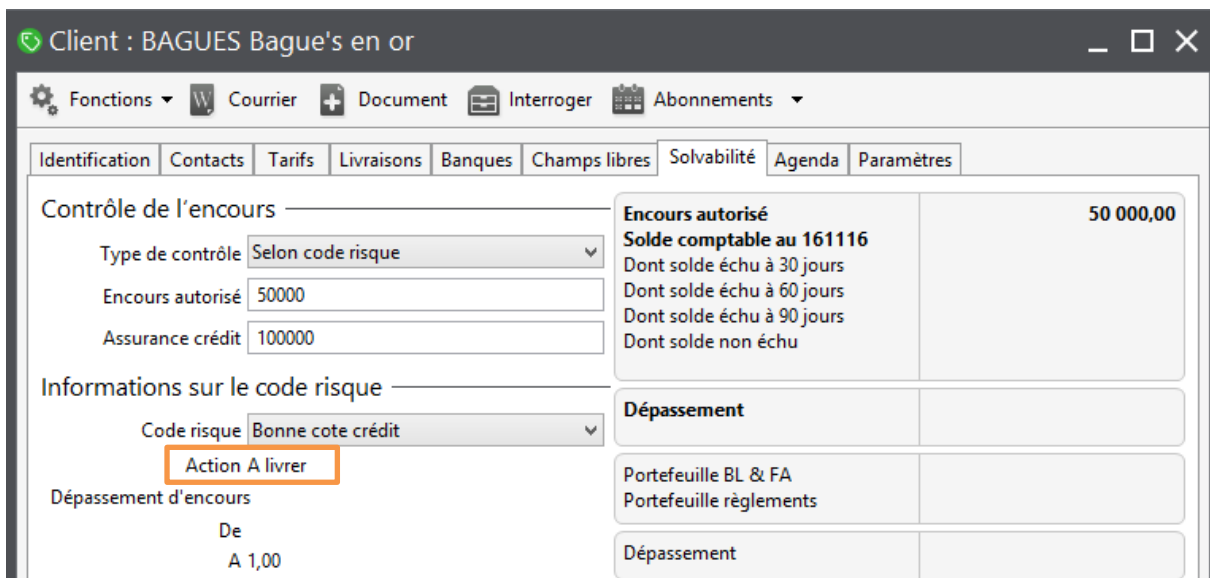 Client : BAGUES Bague's en or
Fonctions Courrier Document Interroger Abonnements
Identification Contacts Tarifs Livraisons Banques Champs libres Solvabilité Agenda Paramètres
Contrôle de l'encours
Type de contrôle Selon code risque
Encours autorisé 50000
Assurance crédit 100000
Informations sur le code risque
Code risque Bonne cote crédit
Action A livrer
Dépassement d'encours
De
A 1,00
Encours autorisé 50 000,00
Solde comptable au 161116
Dont solde échu à 30 jours
Dont solde échu à 60 jours
Dont solde échu à 90 jours
Dont solde non échu
Dépassement
Portefeuille BL & FA
Portefeuille règlements
Dépassement